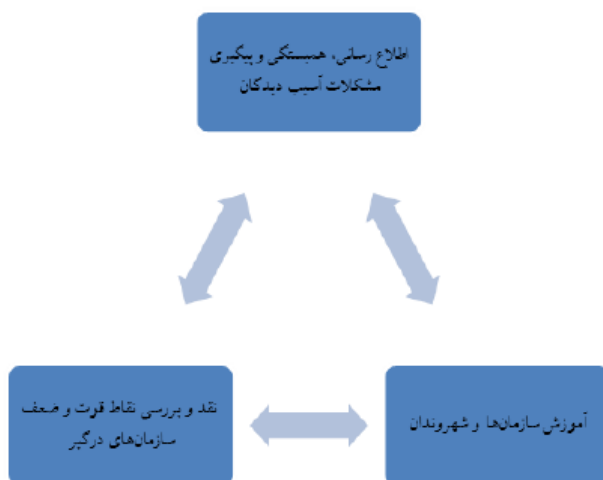 اطلاع رسانی، همبستگی و پیگیری
مشکلات آسیب دیدگان
آموزش سازمان‌ها و شهروندان
نقد و بررسی نقاط قوت و ضعف
سازمان‌های درگیر